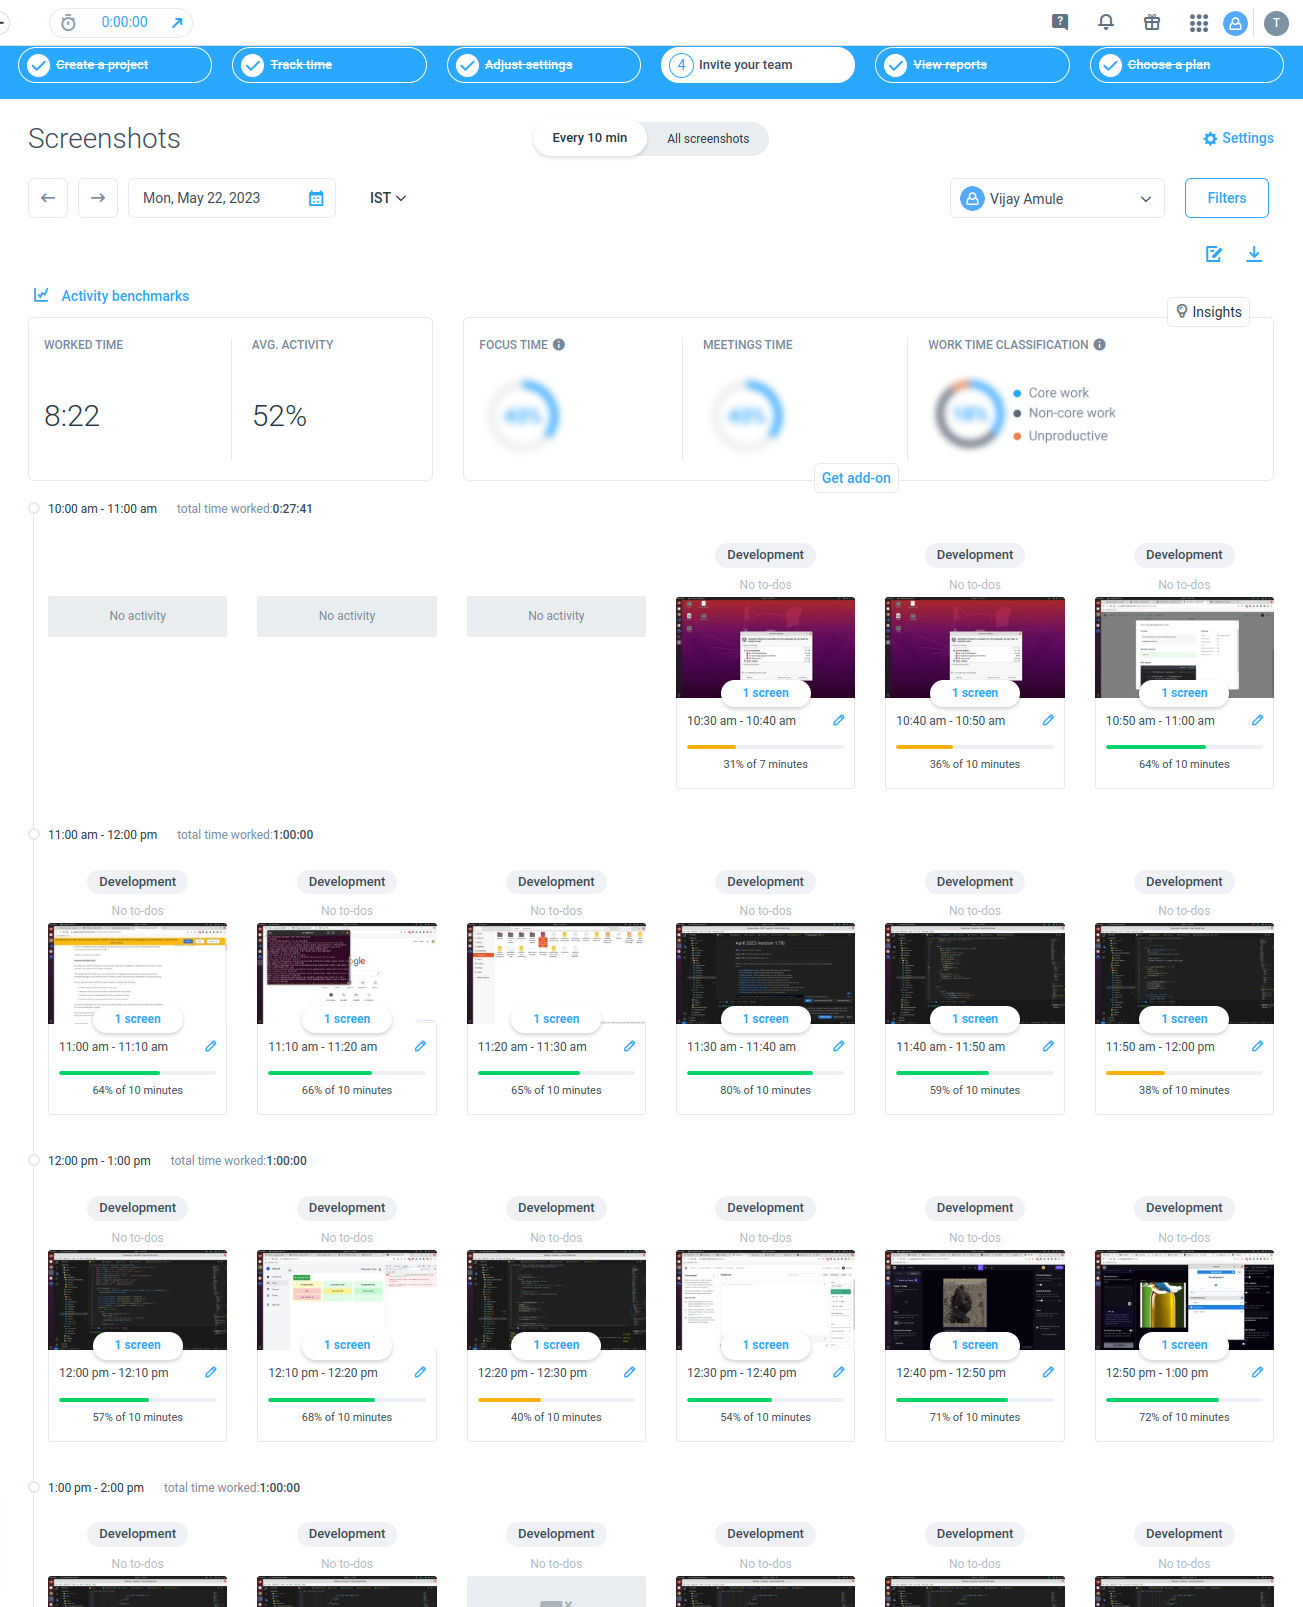 0:00:00
?
T
Create a project
Track time
Adjust settings
4 Invite your team
View reports
Choose a plan
Screenshots
Every 10 min
All screenshots
Settings
Mon, May 22, 2023
IST
Vijay Amule
Filters
Activity benchmarks
Insights
WORKED TIME
AVG. ACTIVITY
FOCUS TIME
MEETINGS TIME
WORK TIME CLASSIFICATION
8:22
52%
Core work
Non-core work
Unproductive
Get add-on
10:00 am - 11:00 am total time worked:0:27:41
Development Development Development
No to-dos No to-dos No to-dos
No activity No activity No activity
1 screen 1 screen 1 screen
10:30 am - 10:40 am 10:40 am - 10:50 am 10:50 am - 11:00 am
31% of 7 minutes 36% of 10 minutes 64% of 10 minutes
11:00 am - 12:00 pm total time worked:1:00:00
Development Development Development Development Development Development
No to-dos No to-dos No to-dos No to-dos No to-dos No to-dos
April 2023 (version 1.78)
1 screen 1 screen 1 screen 1 screen 1 screen 1 screen
11:00 am - 11:10 am 11:10 am - 11:20 am 11:20 am - 11:30 am 11:30 am - 11:40 am 11:40 am - 11:50 am 11:50 am - 12:00 pm
64% of 10 minutes 66% of 10 minutes 65% of 10 minutes 80% of 10 minutes 59% of 10 minutes 38% of 10 minutes
12:00 pm - 1:00 pm total time worked:1:00:00
Development Development Development Development Development Development
No to-dos No to-dos No to-dos No to-dos No to-dos No to-dos
1 screen 1 screen 1 screen 1 screen 1 screen 1 screen
12:00 pm - 12:10 pm 12:10 pm - 12:20 pm 12:20 pm - 12:30 pm 12:30 pm - 12:40 pm 12:40 pm - 12:50 pm 12:50 pm - 1:00 pm
57% of 10 minutes 68% of 10 minutes 40% of 10 minutes 54% of 10 minutes 71% of 10 minutes 72% of 10 minutes
1:00 pm - 2:00 pm total time worked:1:00:00
Development Development Development Development Development Development
No to-dos No to-dos No to-dos No to-dos No to-dos No to-dos